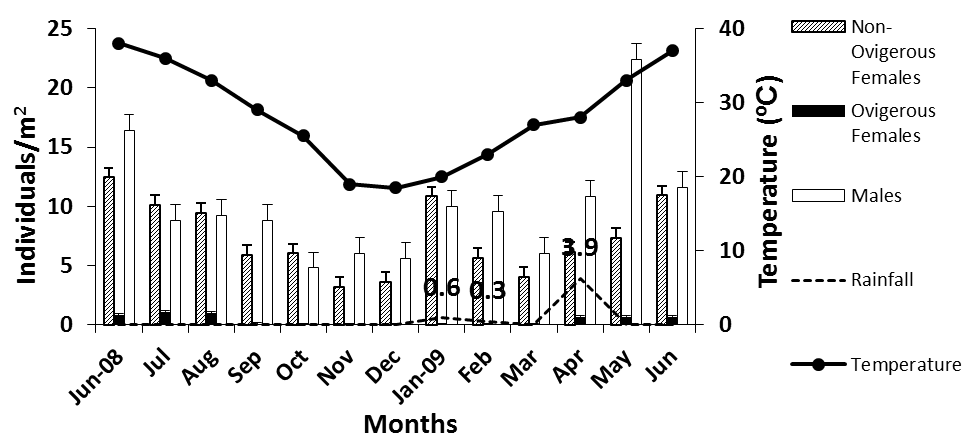 25
20
15
10
5
0
Individuals/m²
40
30
20
10
0
Temperature (ºC)
0.6
0.3
3.9
Jun-08
Jul
Aug
Sep
Oct
Nov
Dec
Jan-09
Feb
Mar
Apr
May
Jun
Months
Non-
Ovigerous
Females
Ovigerous
Females
Males
Rainfall
Temperature